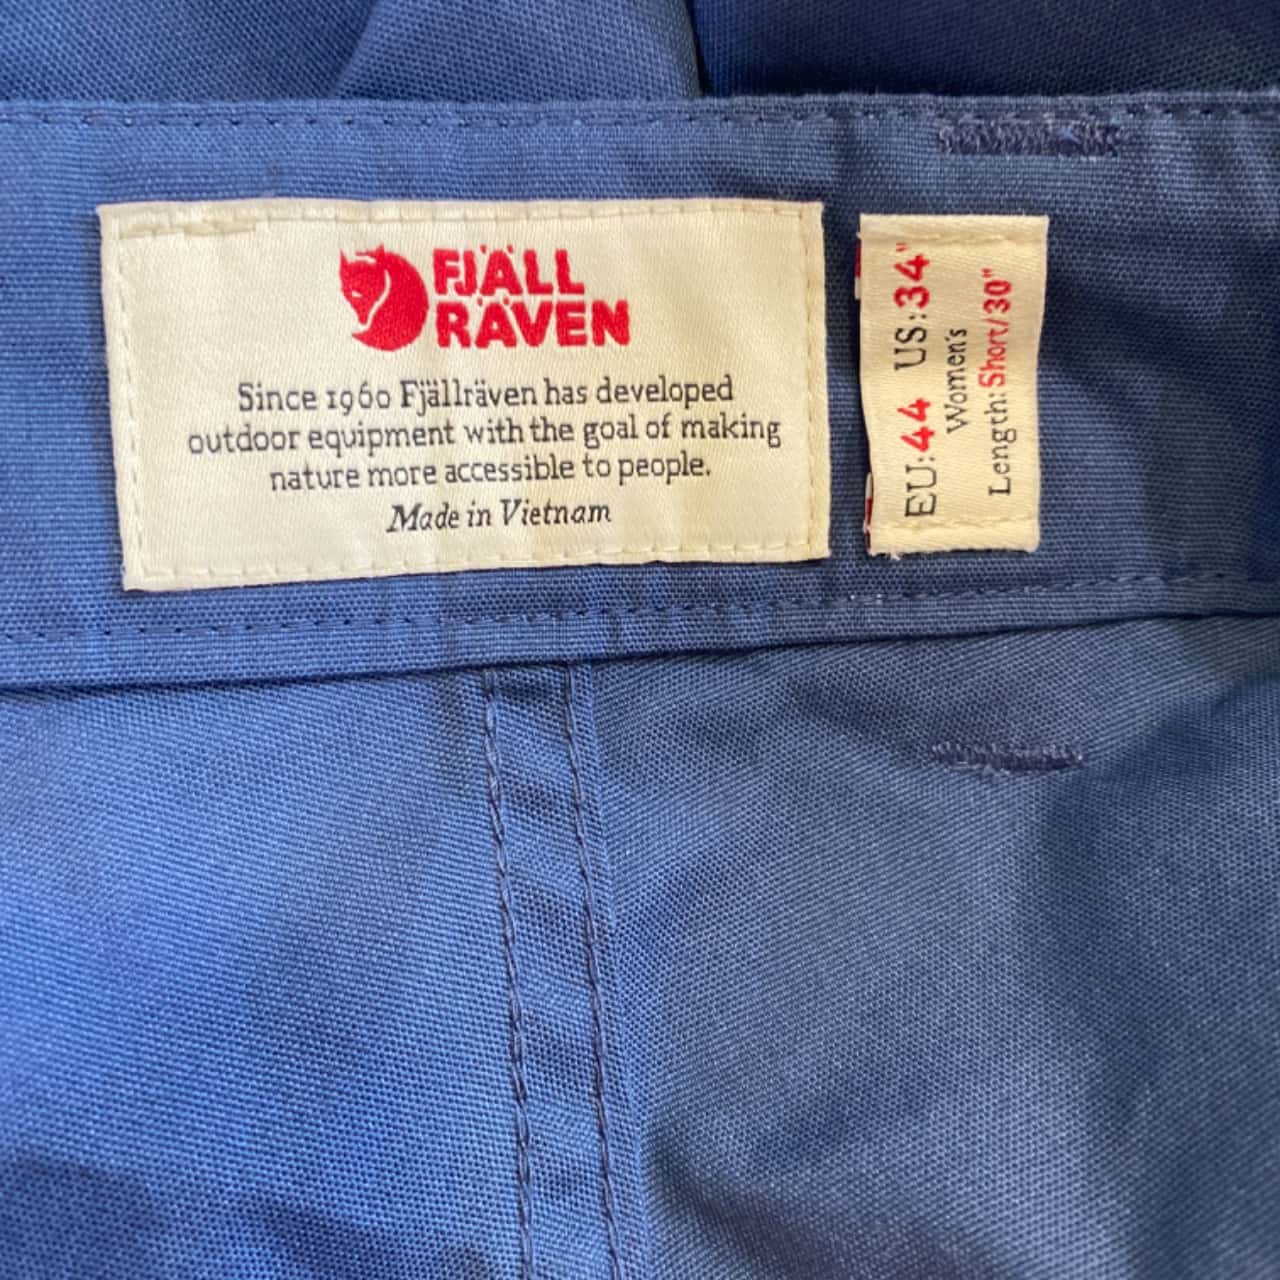 FJÄLL
RÄVEN
Since 1960 Fjällräven has developed
outdoor equipment with the goal of making
nature more accessible to people.
Made in Vietnam
EU:44 US:34"
Women's
Length: Short/30"